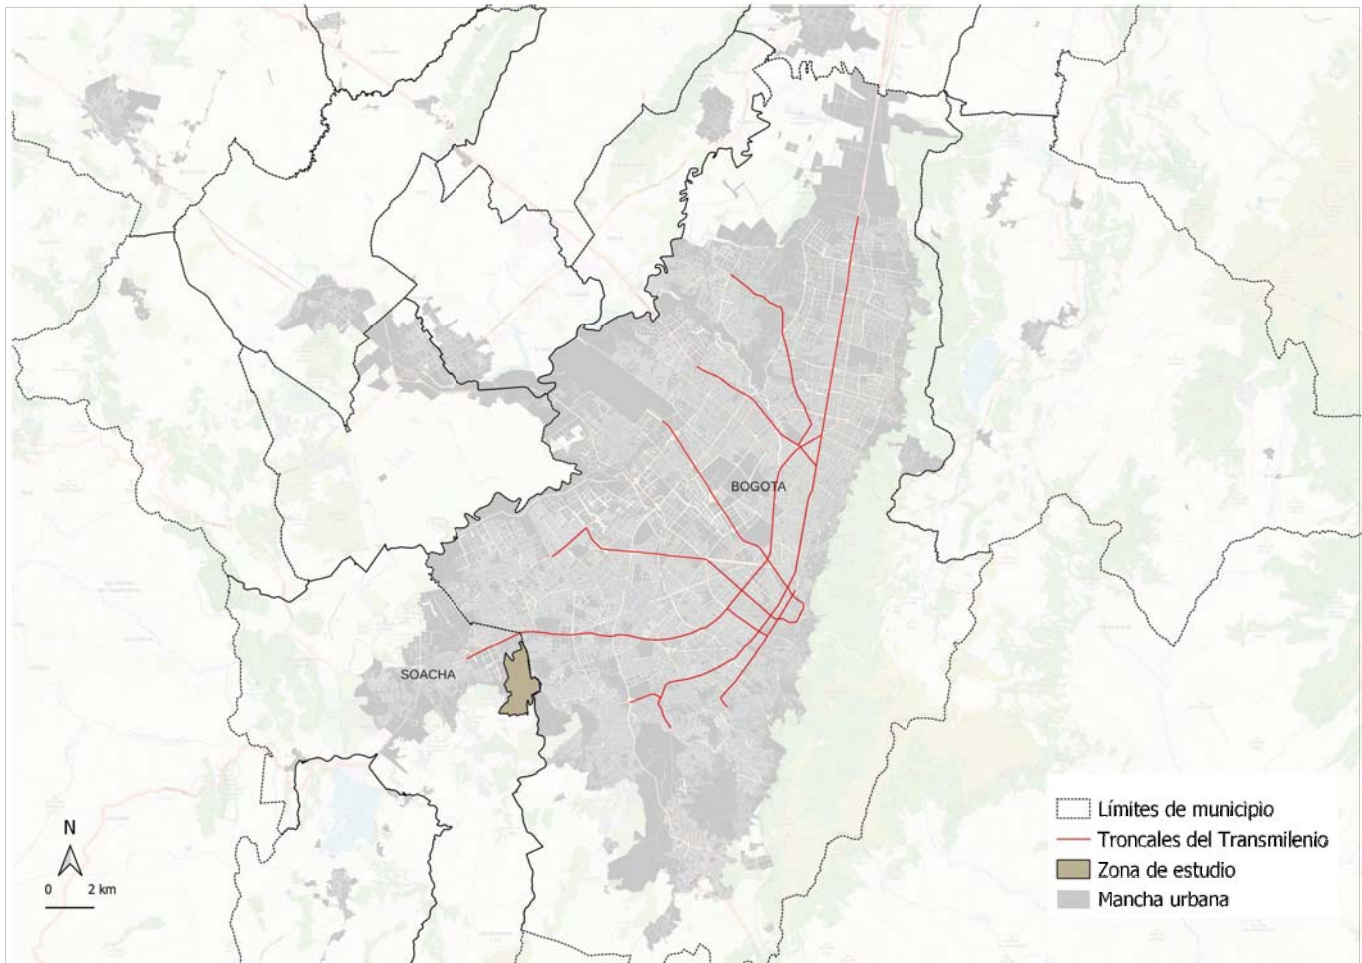 BOGOTA
SOACHA
N
0 2 km
Límites de municipio
Troncales del Transmilenio
Zona de estudio
Mancha urbana